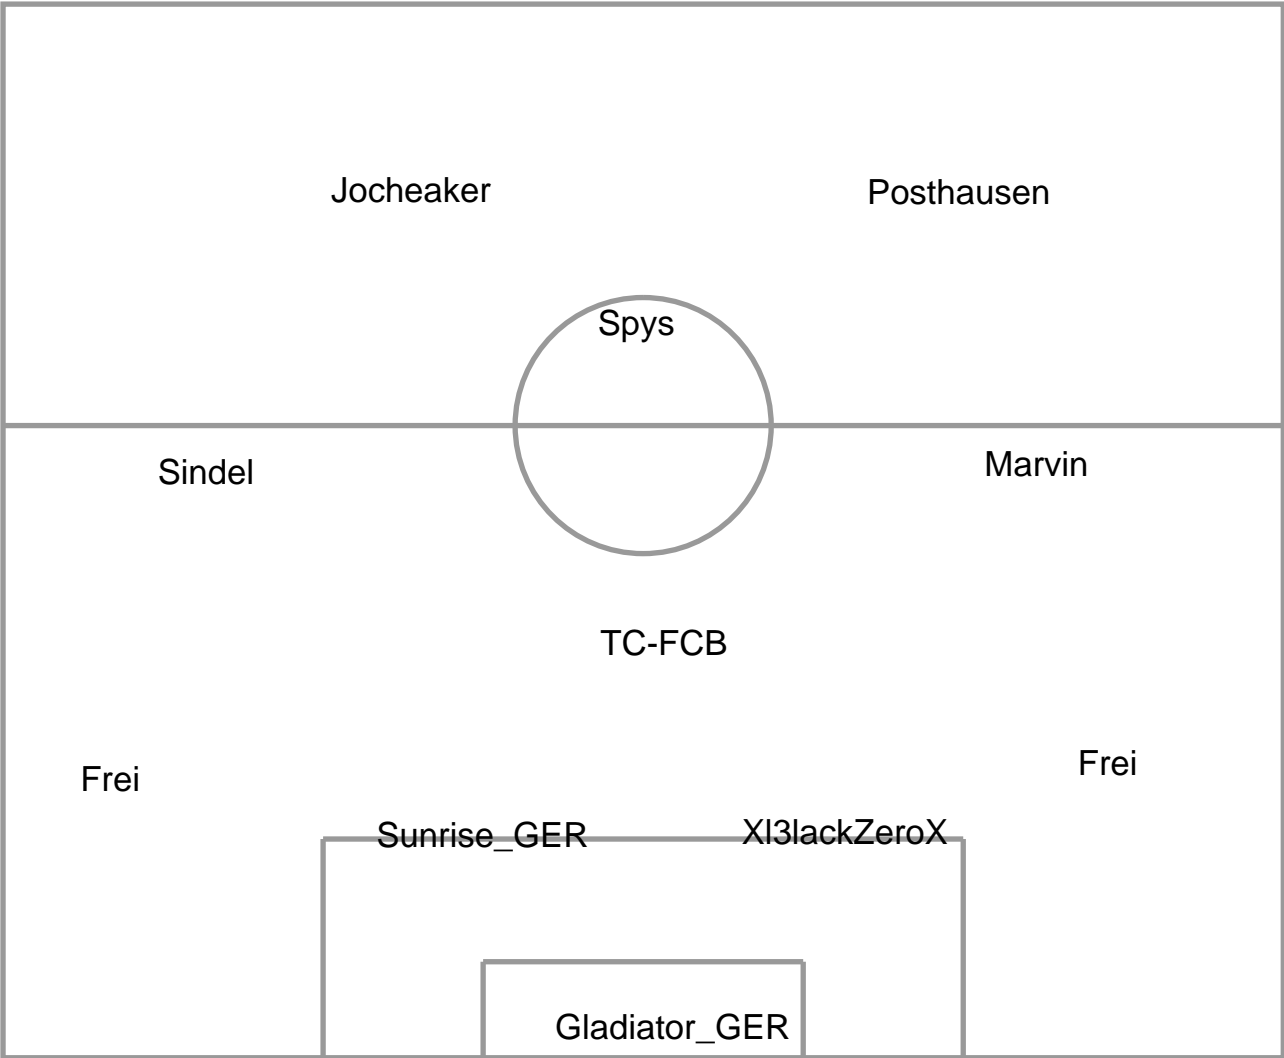 Jocheaker
Posthausen
Spys
Sindel
Marvin
TC-FCB
Frei
Frei
Sunrise_GER
Xl3lackZeroX
Gladiator_GER